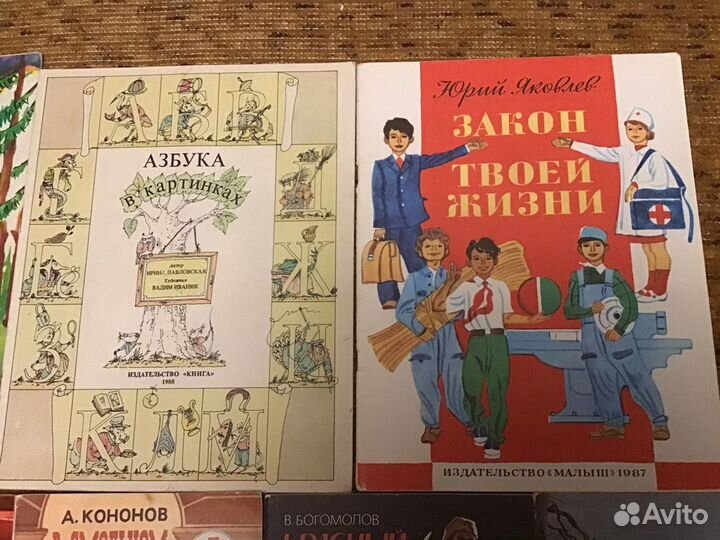 А Б В Г
АЗБУКА
в картинках
Автор
ИРИНА ПАВЛОВСКАЯ
Художник
ВАДИМ ИВАНЮК
Е
Ж
З
И
К Л М Й
ИЗДАТЕЛЬСТВО «КНИГА»
1988
Юрий Яковлев
ЗАКОН
ТВОЕЙ
ЖИЗНИ
ИЗДАТЕЛЬСТВО «МАЛЫШ» 1987
А. КОНОНОВ
В БОГОМОЛОВ
Avito